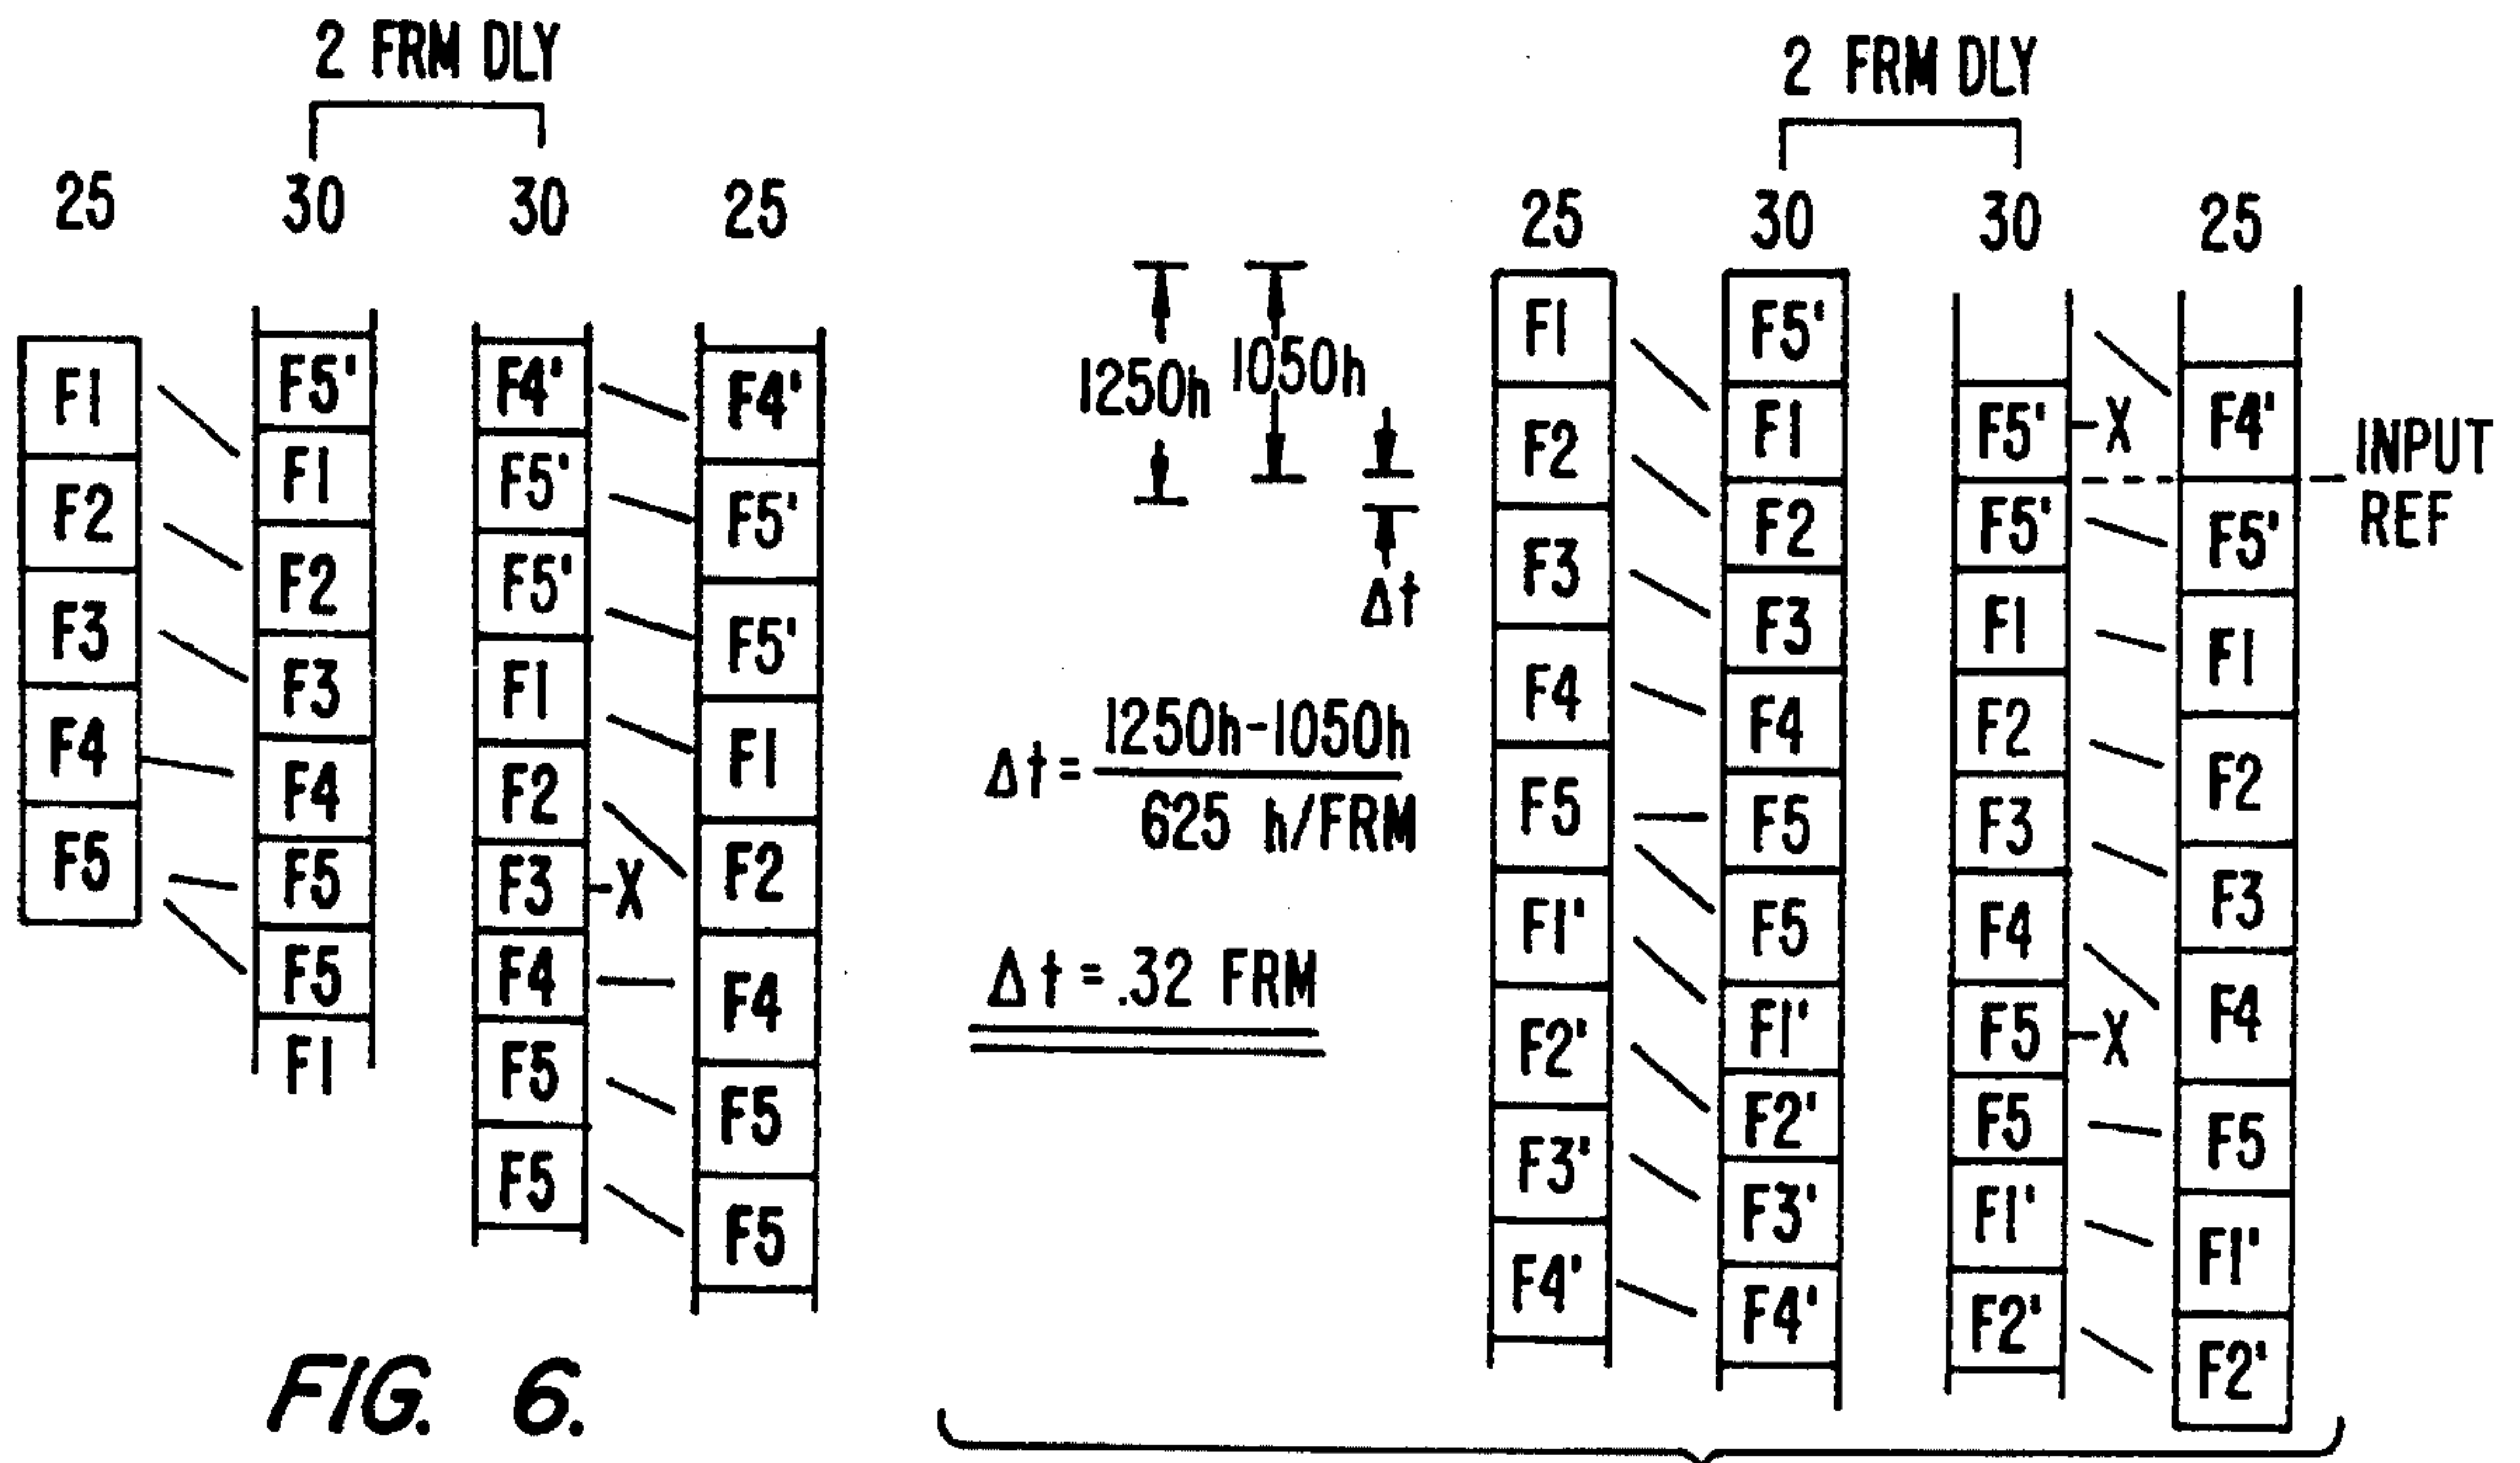 2 FRM DLY
25
30
30
25
F1
F2
F3
F4
F5
F5'
F1
F2
F3
F4
F5
F5
F1
F4'
F5'
F5'
F1
F2
F3
X
F4
F5
F5
F4'
F5'
F5'
F1
F2
F4
F5
F5
FIG. 6.
1250h
1050h
Δt
Δt = 1250h-1050h
625 h/FRM
Δt = .32 FRM
2 FRM DLY
25
30
30
25
F1
F2
F3
F4
F5
F1'
F2'
F3'
F4'
F5'
F1
F2
F3
F4
F5
F5
F1'
F2'
F3'
F4'
F5'
X
F5'
F1
F2
F3
F4
F5
X
F5
F1'
F2'
F4'
F5'
F1
F2
F3
F4
F5
F1'
F2'
INPUT
REF